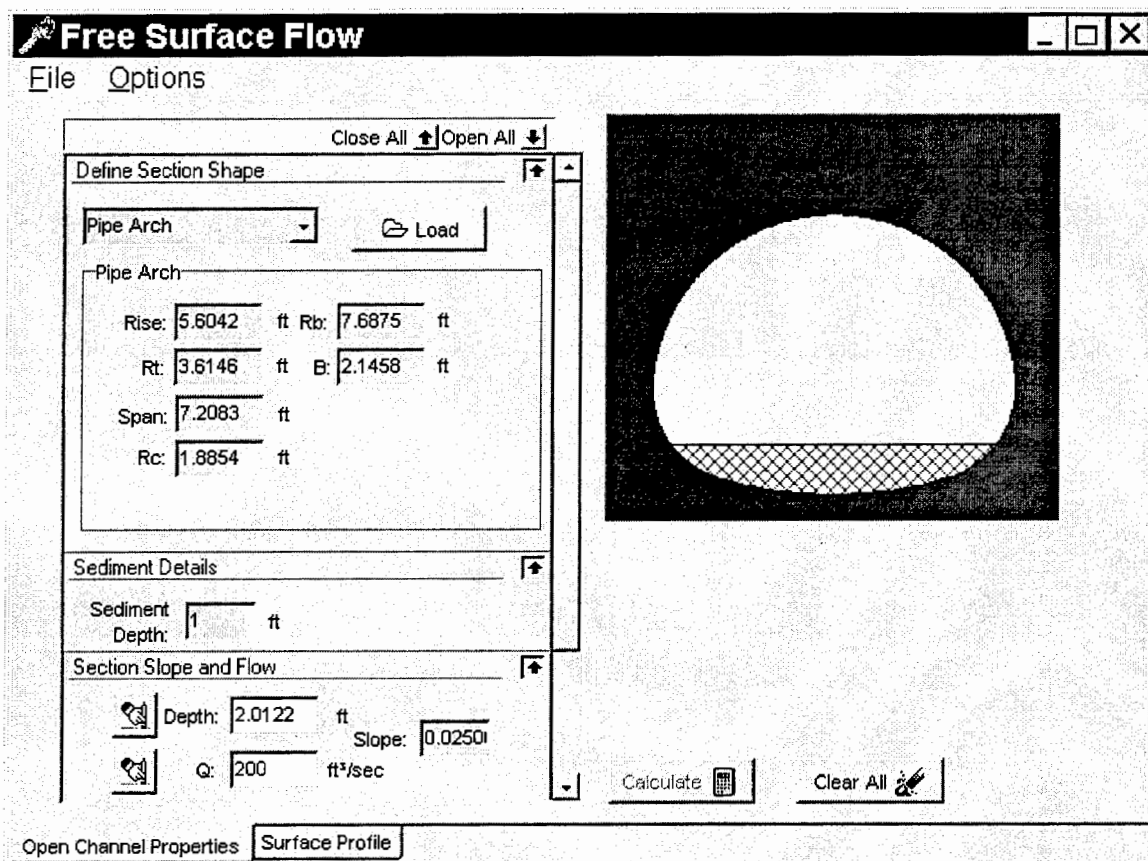 Free Surface Flow
File Options
Close All Open All
Define Section Shape
Pipe Arch Load
Pipe Arch
Rise: 5.6042 ft Rb: 7.6875 ft
Rt: 3.6146 ft B: 2.1458 ft
Span: 7.2083 ft
Rc: 1.8854 ft
Sediment Details
Sediment
Depth: 1 ft
Section Slope and Flow
Depth: 2.0122 ft
Slope: 0.0250
Q: 200 ft³/sec
Calculate Clear All
Open Channel Properties Surface Profile